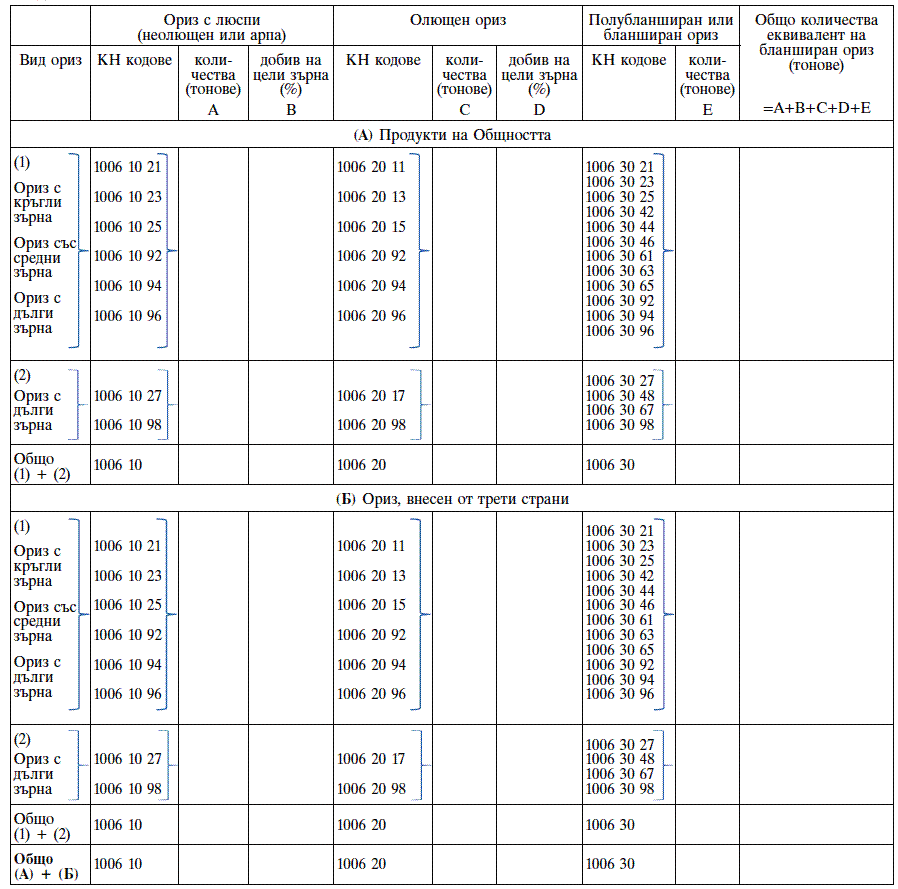 Ориз с люспи
(неолющен или арпа)
Олющен ориз
Полубланширан или
бланширан ориз
Общо количества
еквивалент на
бланширан ориз
(тонове)
=A+B+C+D+E
Вид ориз
КН кодове
коли-
чества
(тонове)
A
добив на
цели зърна
(%)
B
КН кодове
коли-
чества
(тонове)
C
добив на
цели зърна
(%)
D
КН кодове
коли-
чества
(тонове)
E
(А) Продукти на Общността
(1)
Ориз с
кръгли
зърна
Ориз със
средни
зърна
Ориз с
дълги
зърна
1006 10 21
1006 10 23
1006 10 25
1006 10 92
1006 10 94
1006 10 96
1006 20 11
1006 20 13
1006 20 15
1006 20 92
1006 20 94
1006 20 96
1006 30 21
1006 30 23
1006 30 25
1006 30 42
1006 30 44
1006 30 46
1006 30 61
1006 30 63
1006 30 65
1006 30 92
1006 30 94
1006 30 96
(2)
Ориз с
дълги
зърна
1006 10 27
1006 10 98
1006 20 17
1006 20 98
1006 30 27
1006 30 48
1006 30 67
1006 30 98
Общо
(1) + (2)
1006 10
1006 20
1006 30
(Б) Ориз, внесен от трети страни
(1)
Ориз с
кръгли
зърна
Ориз със
средни
зърна
Ориз с
дълги
зърна
1006 10 21
1006 10 23
1006 10 25
1006 10 92
1006 10 94
1006 10 96
1006 20 11
1006 20 13
1006 20 15
1006 20 92
1006 20 94
1006 20 96
1006 30 21
1006 30 23
1006 30 25
1006 30 42
1006 30 44
1006 30 46
1006 30 61
1006 30 63
1006 30 65
1006 30 92
1006 30 94
1006 30 96
(2)
Ориз с
дълги
зърна
1006 10 27
1006 10 98
1006 20 17
1006 20 98
1006 30 27
1006 30 48
1006 30 67
1006 30 98
Общо
(1) + (2)
1006 10
1006 20
1006 30
Общо
(А) + (Б)
1006 10
1006 20
1006 30